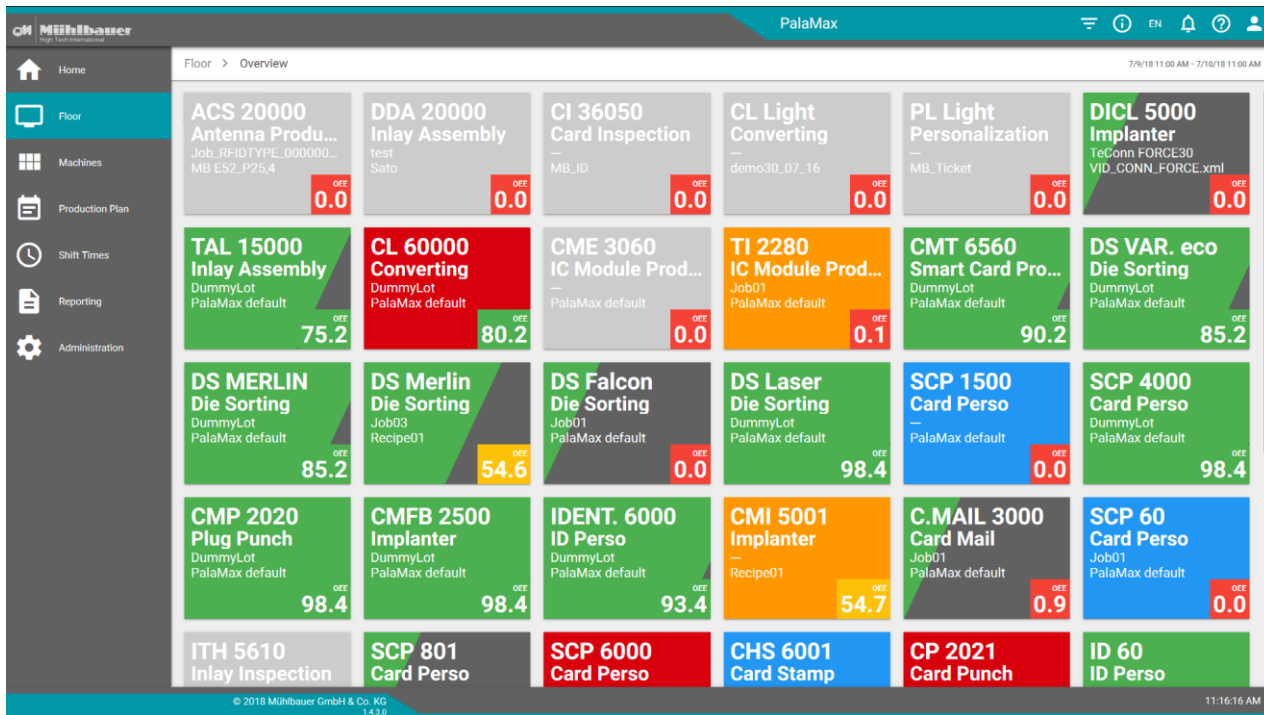 Mühlbauer
High Tech International
PalaMax
EN
Home
Floor
Machines
Production Plan
Shift Times
Reporting
Administration
Floor > Overview
7/9/18 11:00 AM - 7/10/18 11:00 AM
ACS 20000
Antenna Produ...
Job_RFIDTYPE_000000...
MB E52_P25,4
OEE
0.0
DDA 20000
Inlay Assembly
test
Sato
OEE
0.0
CI 36050
Card Inspection
—
MB_ID
OEE
0.0
CL Light
Converting
—
demo30_07_16
OEE
0.0
PL Light
Personalization
—
MB_Ticket
OEE
0.0
DICL 5000
Implanter
TeConn FORCE30
VID_CONN_FORCE.xml
OEE
0.0
TAL 15000
Inlay Assembly
DummyLot
PalaMax default
OEE
75.2
CL 60000
Converting
DummyLot
PalaMax default
OEE
80.2
CME 3060
IC Module Prod...
—
PalaMax default
OEE
0.0
TI 2280
IC Module Prod...
Job01
PalaMax default
OEE
0.1
CMT 6560
Smart Card Pro...
DummyLot
PalaMax default
OEE
90.2
DS VAR. eco
Die Sorting
DummyLot
PalaMax default
OEE
85.2
DS MERLIN
Die Sorting
DummyLot
PalaMax default
OEE
85.2
DS Merlin
Die Sorting
Job03
Recipe01
OEE
54.6
DS Falcon
Die Sorting
Job01
PalaMax default
OEE
0.0
DS Laser
Die Sorting
DummyLot
PalaMax default
OEE
98.4
SCP 1500
Card Perso
—
PalaMax default
OEE
0.0
SCP 4000
Card Perso
DummyLot
PalaMax default
OEE
98.4
CMP 2020
Plug Punch
DummyLot
PalaMax default
OEE
98.4
CMFB 2500
Implanter
DummyLot
PalaMax default
OEE
98.4
IDENT. 6000
ID Perso
DummyLot
PalaMax default
OEE
93.4
CMI 5001
Implanter
—
Recipe01
OEE
54.7
C.MAIL 3000
Card Mail
Job01
PalaMax default
OEE
0.9
SCP 60
Card Perso
Job01
PalaMax default
OEE
0.0
ITH 5610
Inlay Inspection
SCP 801
Card Perso
SCP 6000
Card Perso
CHS 6001
Card Stamp
CP 2021
Card Punch
ID 60
ID Perso
© 2018 Mühlbauer GmbH & Co. KG
1.4.3.0
11:16:16 AM